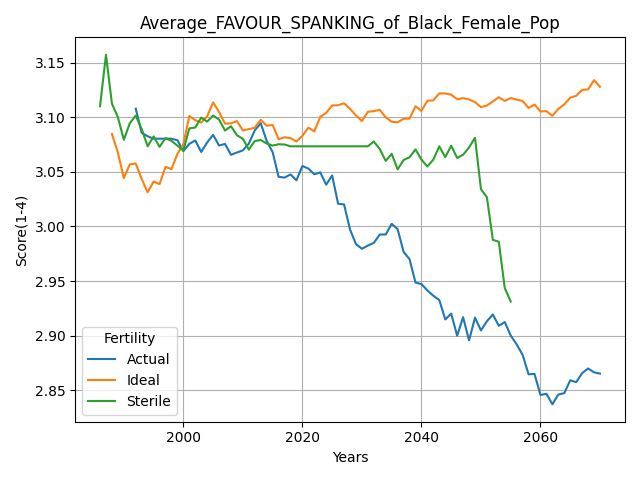 Average_FAVOUR_SPANKING_of_Black_Female_Pop
Score(1-4)
3.15
3.10
3.05
3.00
2.95
2.90
2.85
Fertility
Actual
Ideal
Sterile
2000 2020 2040 2060
Years